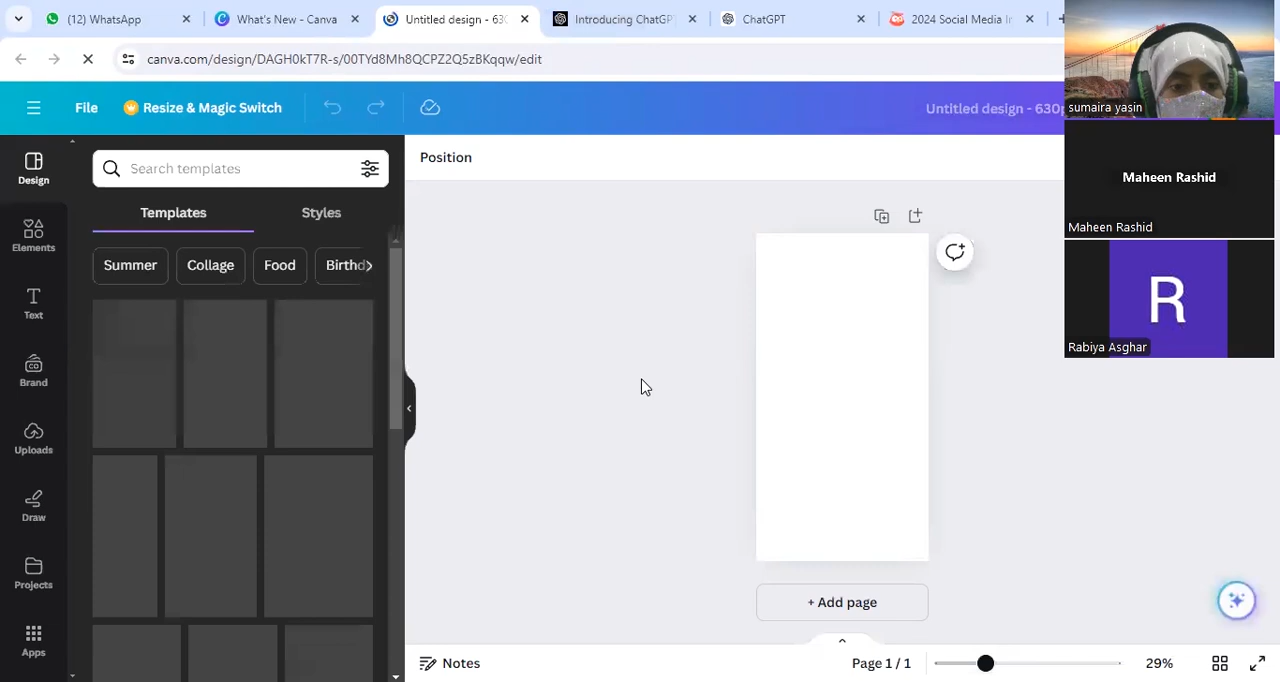 (12) WhatsApp
What's New - Canva
Untitled design - 630
Introducing ChatGP
ChatGPT
2024 Social Media In
canva.com/design/DAGH0kT7R-s/00TYd8Mh8QCPZ2Q5zBKqqw/edit
File
Resize & Magic Switch
Untitled design - 630p
sumaira yasin
Design
Search templates
Position
Templates
Styles
Maheen Rashid
Maheen Rashid
Elements
Summer
Collage
Food
Birthd
Text
R
Rabiya Asghar
Brand
Uploads
Draw
Projects
+ Add page
Apps
Notes
Page 1 / 1
29%